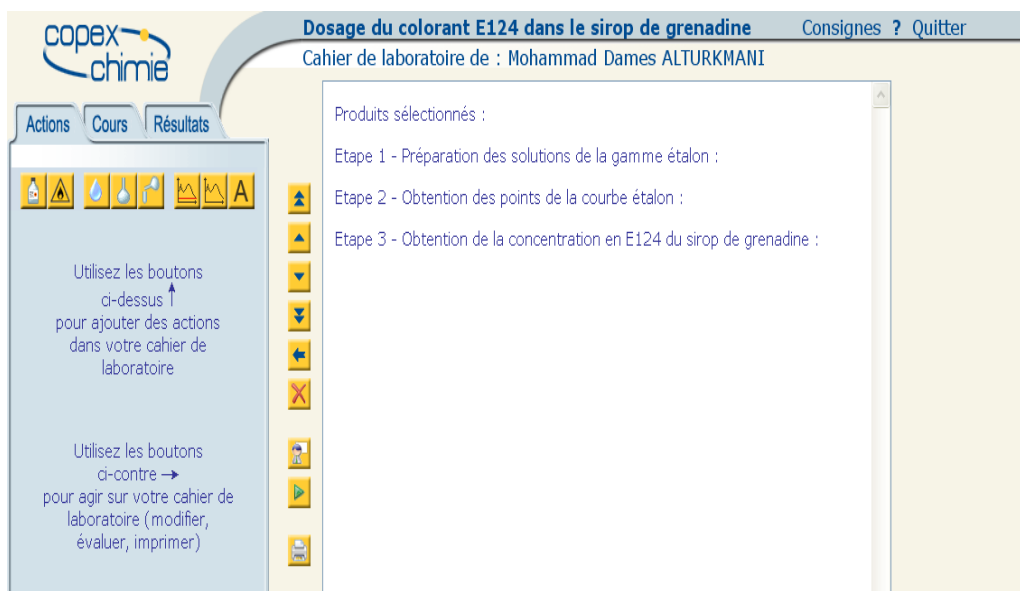 copex
chimie
Dosage du colorant E124 dans le sirop de grenadine
Consignes ? Quitter
Cahier de laboratoire de : Mohammad Dames ALTURKMANI
Actions
Cours
Résultats
A
Utilisez les boutons
ci-dessus ↑
pour ajouter des actions
dans votre cahier de
laboratoire
Utilisez les boutons
ci-contre →
pour agir sur votre cahier de
laboratoire (modifier,
évaluer, imprimer)
Produits sélectionnés :
Etape 1 - Préparation des solutions de la gamme étalon :
Etape 2 - Obtention des points de la courbe étalon :
Etape 3 - Obtention de la concentration en E124 du sirop de grenadine :